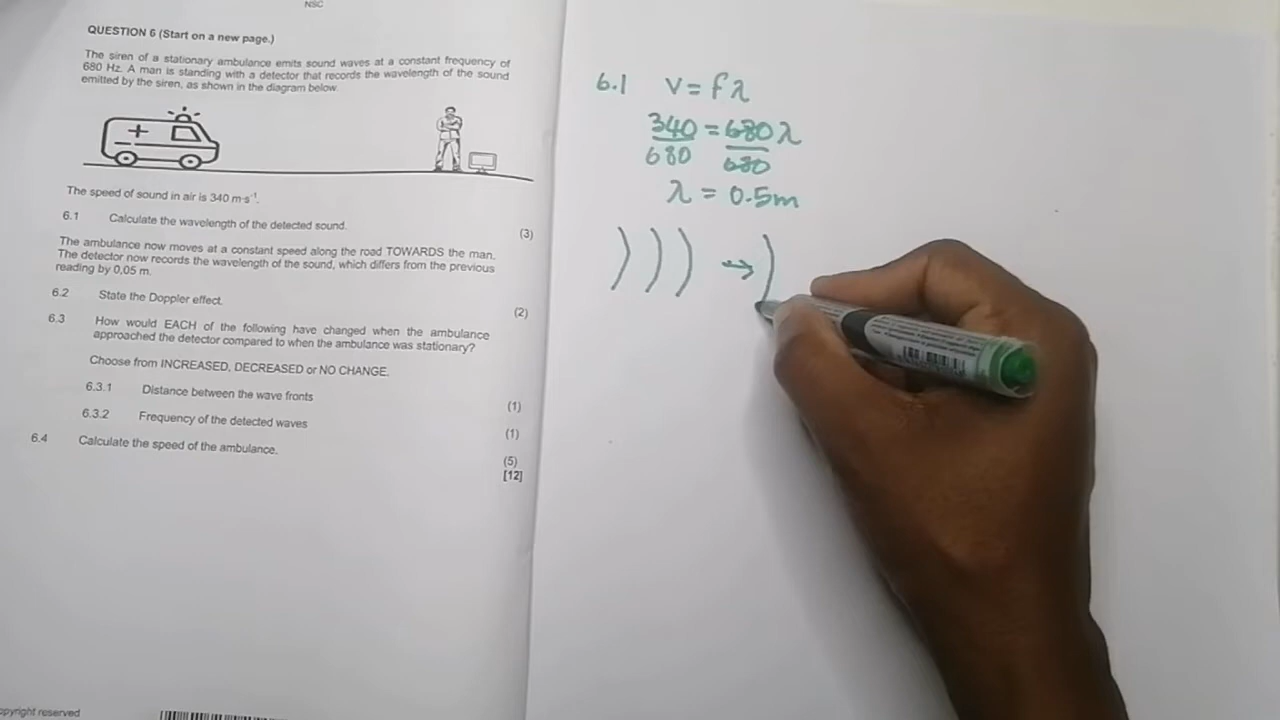 NSC
QUESTION 6 (Start on a new page.)
The siren of a stationary ambulance emits sound waves at a constant frequency of
680 Hz. A man is standing with a detector that records the wavelength of the sound
emitted by the siren, as shown in the diagram below.
The speed of sound in air is 340 m·s⁻¹.
6.1 Calculate the wavelength of the detected sound. (3)
The ambulance now moves at a constant speed along the road TOWARDS the man.
The detector now records the wavelength of the sound, which differs from the previous
reading by 0,05 m.
6.2 State the Doppler effect. (2)
6.3 How would EACH of the following have changed when the ambulance
approached the detector compared to when the ambulance was stationary?
Choose from INCREASED, DECREASED or NO CHANGE.
6.3.1 Distance between the wave fronts (1)
6.3.2 Frequency of the detected waves (1)
6.4 Calculate the speed of the ambulance. (5)
[12]
opyright reserved
6.1 v = fλ
340 = 680λ
680 680
λ = 0.5m